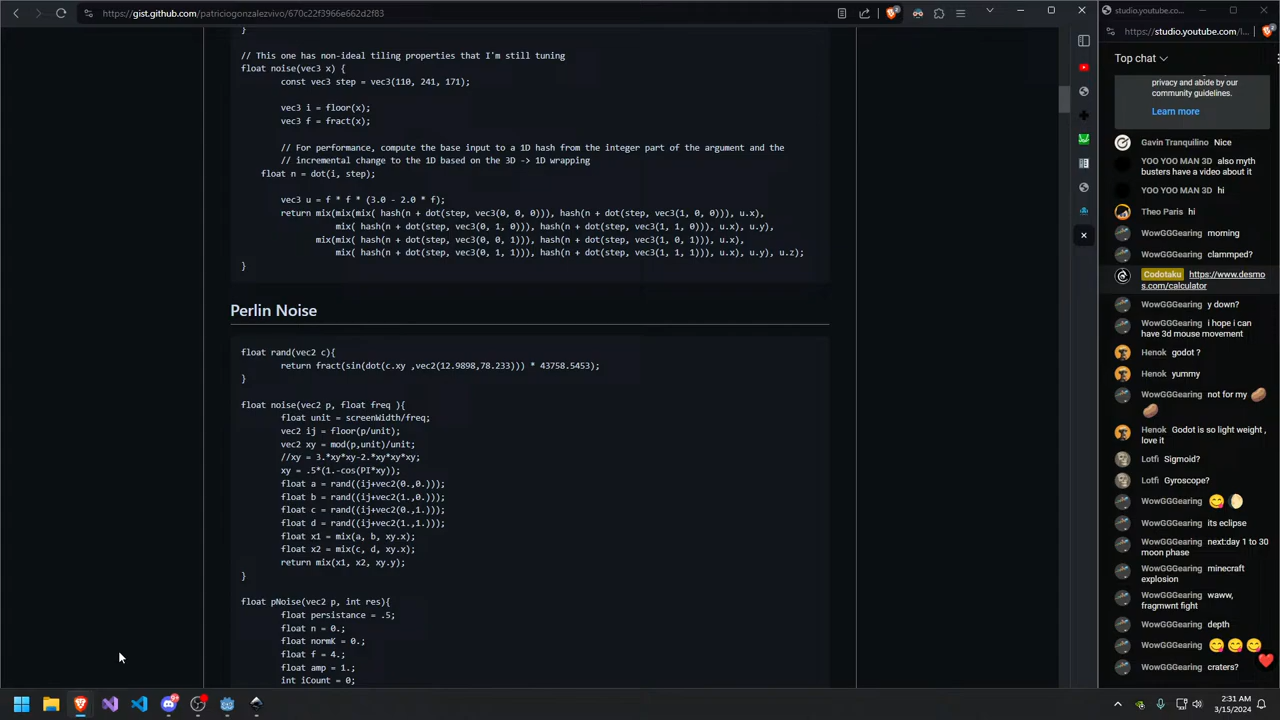 https://gist.github.com/patriciogonzalezvivo/670c22f3966e662d2f83
}
// This one has non-ideal tiling properties that I'm still tuning
float noise(vec3 x) {
const vec3 step = vec3(110, 241, 171);
vec3 i = floor(x);
vec3 f = fract(x);
// For performance, compute the base input to a 1D hash from the integer part of the argument and the
// incremental change to the 1D based on the 3D -> 1D wrapping
float n = dot(i, step);
vec3 u = f * f * (3.0 - 2.0 * f);
return mix(mix(mix( hash(n + dot(step, vec3(0, 0, 0))), hash(n + dot(step, vec3(1, 0, 0))), u.x),
mix( hash(n + dot(step, vec3(0, 1, 0))), hash(n + dot(step, vec3(1, 1, 0))), u.x), u.y),
mix(mix( hash(n + dot(step, vec3(0, 0, 1))), hash(n + dot(step, vec3(1, 0, 1))), u.x),
mix( hash(n + dot(step, vec3(0, 1, 1))), hash(n + dot(step, vec3(1, 1, 1))), u.x), u.y), u.z);
}
Perlin Noise
float rand(vec2 c){
return fract(sin(dot(c.xy ,vec2(12.9898,78.233))) * 43758.5453);
}
float noise(vec2 p, float freq ){
float unit = screenWidth/freq;
vec2 ij = floor(p/unit);
vec2 xy = mod(p,unit)/unit;
//xy = 3.*xy*xy-2.*xy*xy*xy;
xy = .5*(1.-cos(PI*xy));
float a = rand((ij+vec2(0.,0.)));
float b = rand((ij+vec2(1.,0.)));
float c = rand((ij+vec2(0.,1.)));
float d = rand((ij+vec2(1.,1.)));
float x1 = mix(a, b, xy.x);
float x2 = mix(c, d, xy.x);
return mix(x1, x2, xy.y);
}
float pNoise(vec2 p, int res){
float persistance = .5;
float n = 0.;
float normK = 0.;
float f = 4.;
float amp = 1.;
int iCount = 0;
studio.youtube.co...
https://studio.youtube.com/l...
Top chat
privacy and abide by our
community guidelines.
Learn more
Gavin Tranquilino Nice
YOO YOO MAN 3D also myth
busters have a video about it
YOO YOO MAN 3D hi
Theo Paris hi
WowGGGearing morning
WowGGGearing clammped?
Codotaku https://www.desmo
s.com/calculator
WowGGGearing y down?
WowGGGearing i hope i can
have 3d mouse movement
Henok godot ?
Henok yummy
WowGGGearing not for my 🥔
🥔
Henok Godot is so light weight ,
love it
Lotfi Sigmoid?
Lotfi Gyroscope?
WowGGGearing 😋 🌔
WowGGGearing its eclipse
WowGGGearing next:day 1 to 30
moon phase
WowGGGearing minecraft
explosion
WowGGGearing waww,
fragmwnt fight
WowGGGearing depth
WowGGGearing 😋 😋 😋
WowGGGearing craters?
2:31 AM
3/15/2024